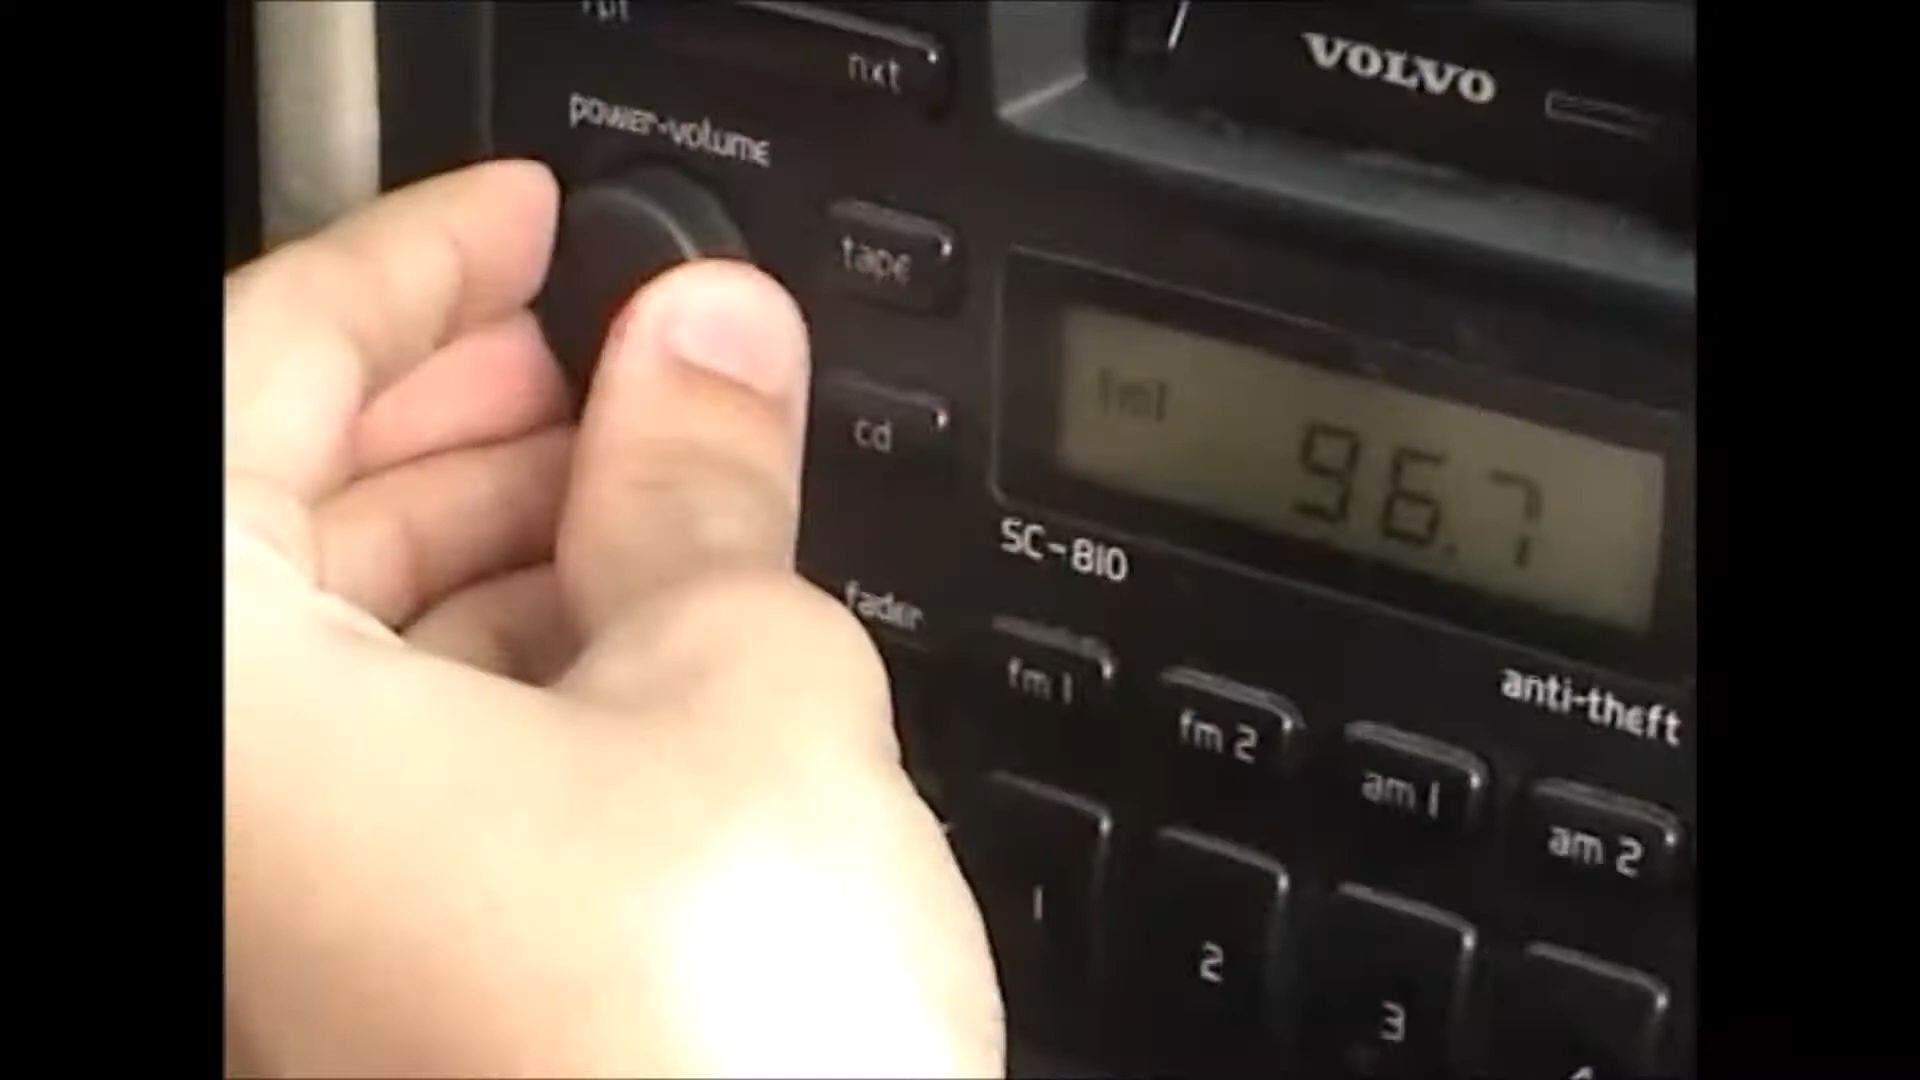 nxt
VOLVO
power-volume
tape
cd
fm1
96.7
SC-810
fader
anti-theft
fm 1
fm 2
am 1
am 2
1
2
3